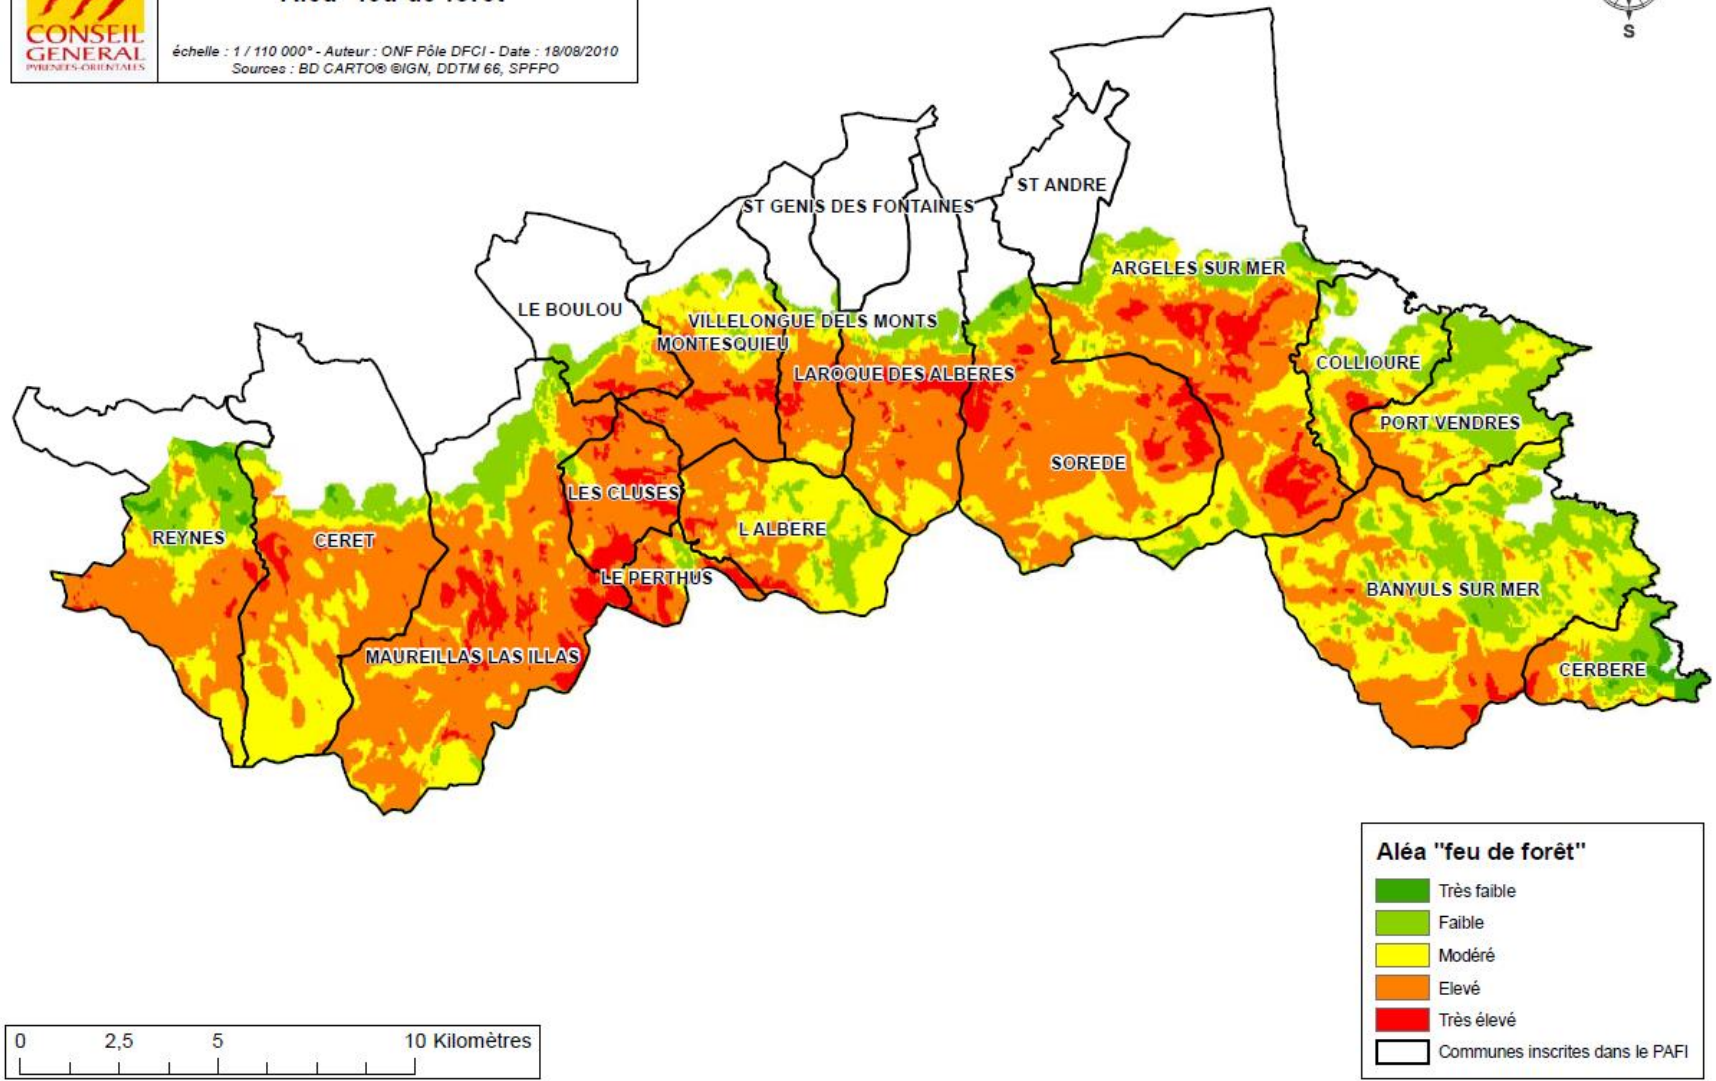 Aléa "feu de forêt"
CONSEIL
GENERAL
PYRENEES-ORIENTALES
échelle : 1 / 110 000° - Auteur : ONF Pôle DFCI - Date : 18/08/2010
Sources : BD CARTO® ©IGN, DDTM 66, SPFPO
S
ST ANDRE
ST GENIS DES FONTAINES
ARGELES SUR MER
LE BOULOU
VILLELONGUE DELS MONTS
MONTESQUIEU
COLLIOURE
LAROQUE DES ALBERES
PORT VENDRES
SOREDE
LES CLUSES
L ALBERE
REYNES
CERET
LE PERTHUS
BANYULS SUR MER
MAUREILLAS LAS ILLAS
CERBERE
Aléa "feu de forêt"
Très faible
Faible
Modéré
Elevé
Très élevé
Communes inscrites dans le PAFI
0 2,5 5 10 Kilomètres